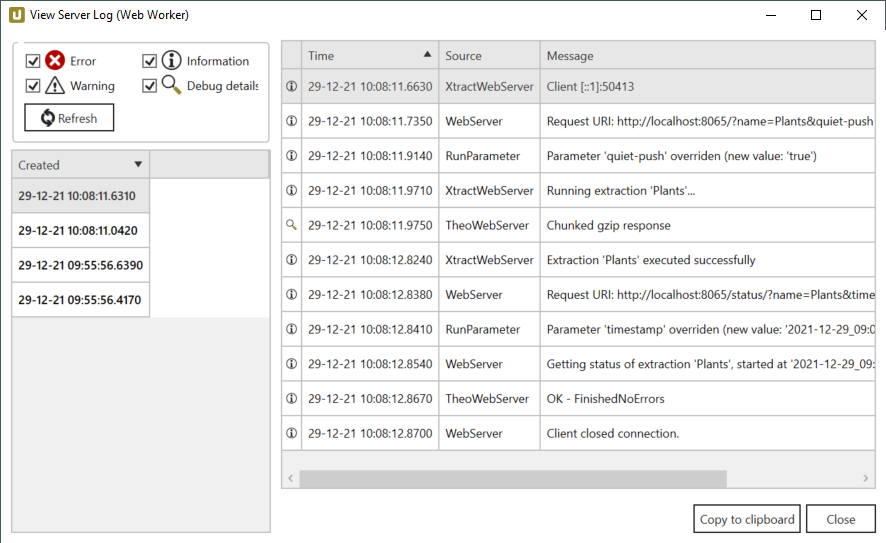 View Server Log (Web Worker)
Error
Information
Warning
Debug details
Refresh
Created
29-12-21 10:08:11.6310
29-12-21 10:08:11.0420
29-12-21 09:55:56.6390
29-12-21 09:55:56.4170
Time Source Message
29-12-21 10:08:11.6630 XtractWebServer Client [::1]:50413
29-12-21 10:08:11.7350 WebServer Request URI: http://localhost:8065/?name=Plants&quiet-push
29-12-21 10:08:11.9140 RunParameter Parameter 'quiet-push' overriden (new value: 'true')
29-12-21 10:08:11.9710 XtractWebServer Running extraction 'Plants'...
29-12-21 10:08:11.9750 TheoWebServer Chunked gzip response
29-12-21 10:08:12.8240 XtractWebServer Extraction 'Plants' executed successfully
29-12-21 10:08:12.8380 WebServer Request URI: http://localhost:8065/status/?name=Plants&time
29-12-21 10:08:12.8410 RunParameter Parameter 'timestamp' overriden (new value: '2021-12-29_09:0
29-12-21 10:08:12.8540 WebServer Getting status of extraction 'Plants', started at '2021-12-29_09:
29-12-21 10:08:12.8670 TheoWebServer OK - FinishedNoErrors
29-12-21 10:08:12.8700 WebServer Client closed connection.
Copy to clipboard
Close